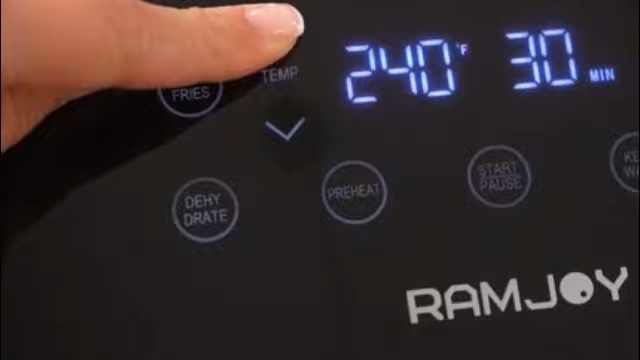 240 °F 30 MIN
TEMP
FRIES
PREHEAT
START
PAUSE
DEHY
DRATE
RAMJOY